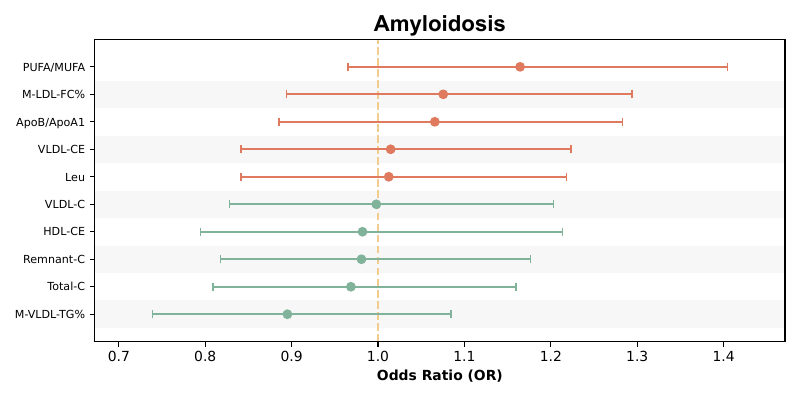 Amyloidosis
PUFA/MUFA
M-LDL-FC%
ApoB/ApoA1
VLDL-CE
Leu
VLDL-C
HDL-CE
Remnant-C
Total-C
M-VLDL-TG%
0.7 0.8 0.9 1.0 1.1 1.2 1.3 1.4
Odds Ratio (OR)